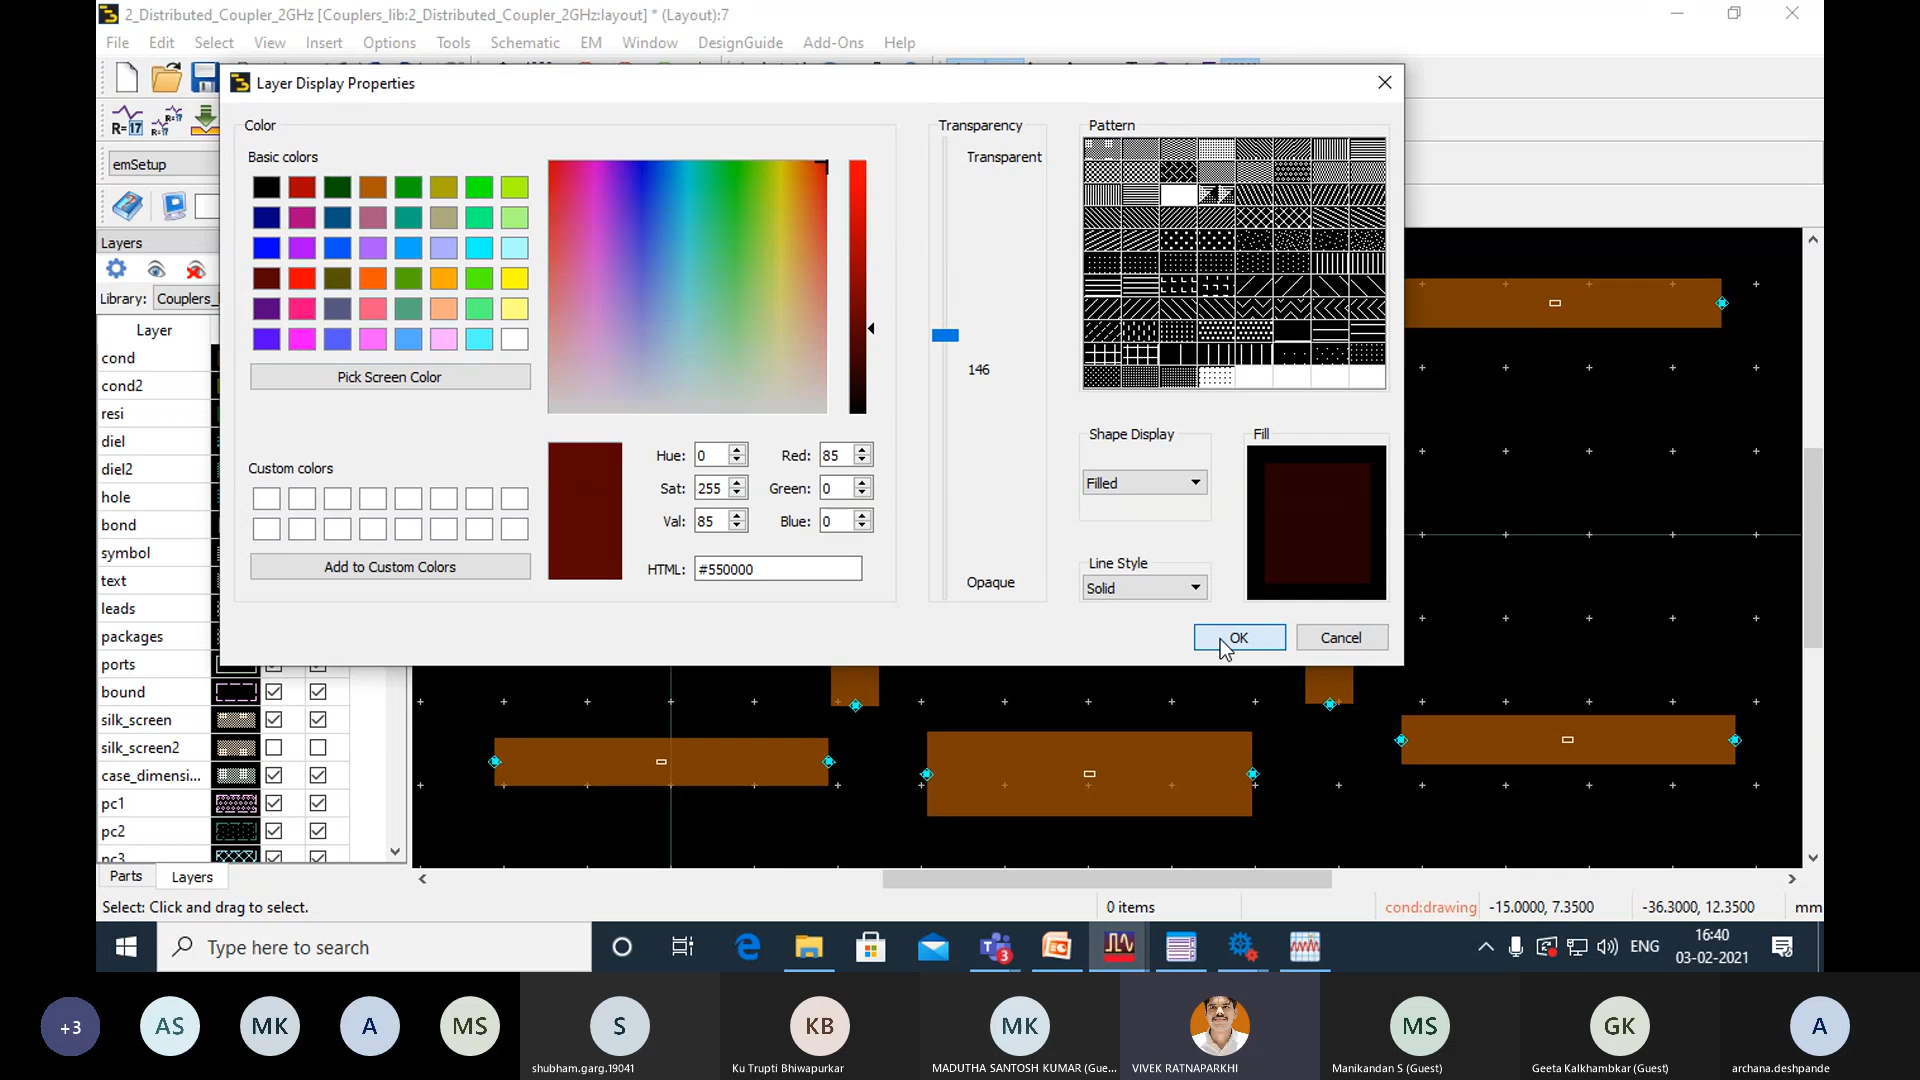 2_Distributed_Coupler_2GHz [Couplers_lib:2_Distributed_Coupler_2GHz:layout] * (Layout):7
File Edit Select View Insert Options Tools Schematic EM Window DesignGuide Add-Ons Help
Layer Display Properties
Color
Basic colors
Pick Screen Color
Custom colors
Add to Custom Colors
Hue: 0
Red: 85
Sat: 255
Green: 0
Val: 85
Blue: 0
HTML: #550000
Transparency
Transparent
146
Opaque
Pattern
Shape Display
Filled
Fill
Line Style
Solid
OK
Cancel
R=17
R=17
emSetup
Layers
Library: Couplers_
Layer
cond
cond2
resi
diel
diel2
hole
bond
symbol
text
leads
packages
ports
bound
silk_screen
silk_screen2
case_dimensi...
pc1
pc2
pc3
Parts Layers
Select: Click and drag to select.
0 items
cond:drawing
-15.0000, 7.3500
-36.3000, 12.3500
mm
Type here to search
3
ENG
16:40
03-02-2021
+3
AS
MK
A
MS
S
shubham.garg.19041
KB
Ku Trupti Bhiwapurkar
MK
MADUTHA SANTOSH KUMAR (Gue...
VIVEK RATNAPARKHI
MS
Manikandan S (Guest)
GK
Geeta Kalkhambkar (Guest)
A
archana.deshpande